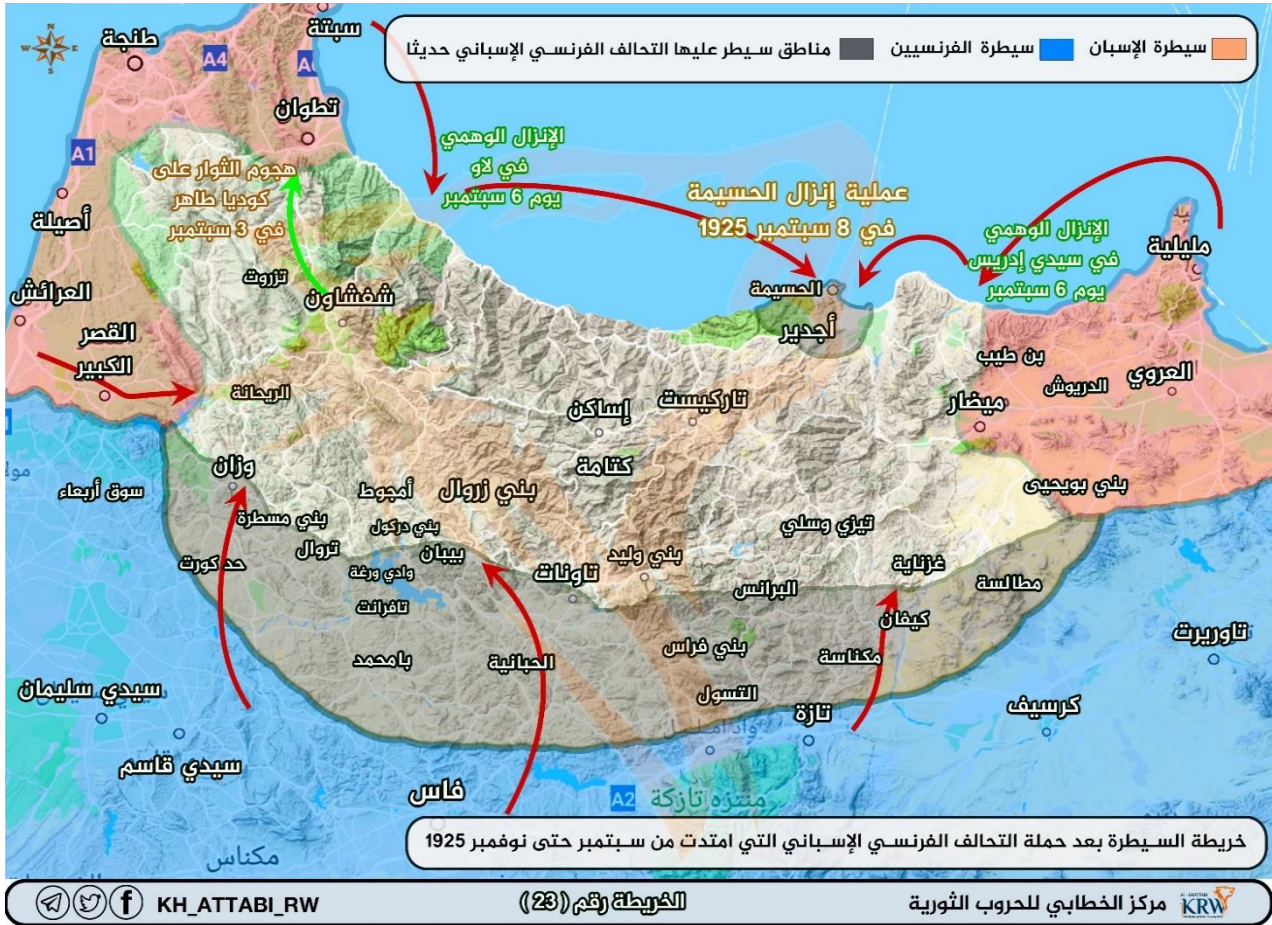 سيطرة الإسبان
سيطرة الفرنسيين
مناطق سيطر عليها التحالف الفرنسي الإسباني حديثا
N
W
E
S
سبتة
طنجة
A4
تطوان
A1
الإنزال الوهمي
في لاو
يوم 6 سبتمبر
هجوم الثوار على
كوديا طاهر
في 3 سبتمبر
عملية إنزال الحسيمة
في 8 سبتمبر 1925
الإنزال الوهمي
في سيدي إدريس
يوم 6 سبتمبر
مليلية
أصيلة
تزروت
شفشاون
العرائش
الحسيمة
أجدير
القصر
الكبير
بن طيب
الدريوش
العروي
ميضار
الريحانة
إساكن
تاركيست
كتامة
وزان
سوق أربعاء
أمجوط
بني زروال
بني بويحيى
بني مسطرة
بني دركول
تيزي وسلي
تروال
بيبان
بني وليد
حد كورت
وادي ورغة
تاونات
البرانس
غزناية
مطالسة
تافرانت
كيفان
بني فراس
مكناسة
تاوريرت
بامحمد
الحبانية
التسول
سيدي سليمان
تازة
كرسيف
سيدي قاسم
فاس
A2
منتزه تازكة
مكناس
خريطة السيطرة بعد حملة التحالف الفرنسي الإسباني التي امتدت من سبتمبر حتى نوفمبر 1925
KH_ATTABI_RW
الخريطة رقم (23)
مركز الخطابي للحروب الثورية
KRW